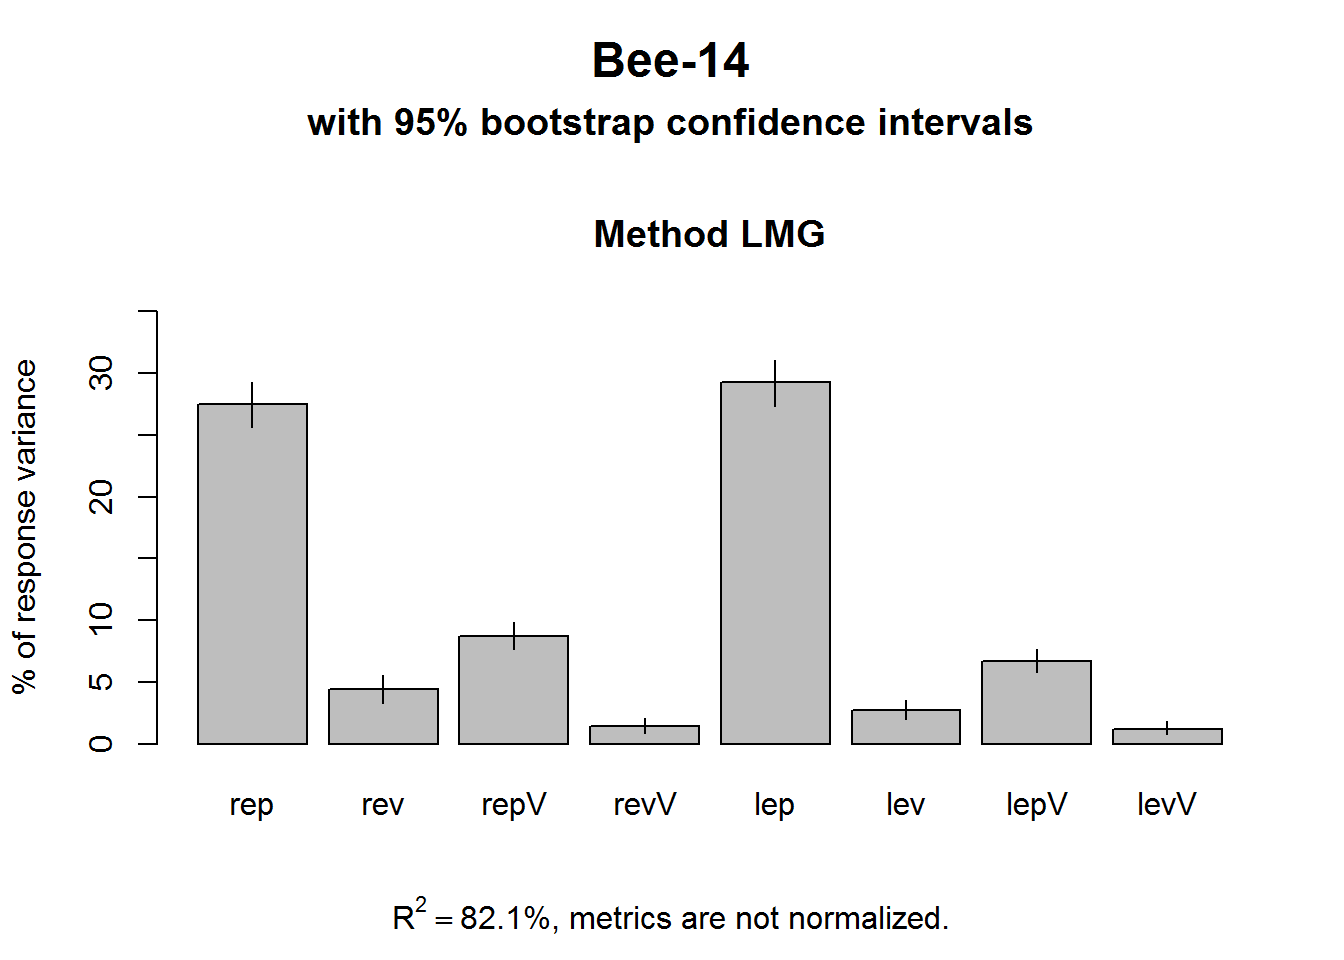 Bee-14
with 95% bootstrap confidence intervals
Method LMG
% of response variance
30
20
10
5
0
rep rev repV revV lep lev lepV levV
R² = 82.1%, metrics are not normalized.